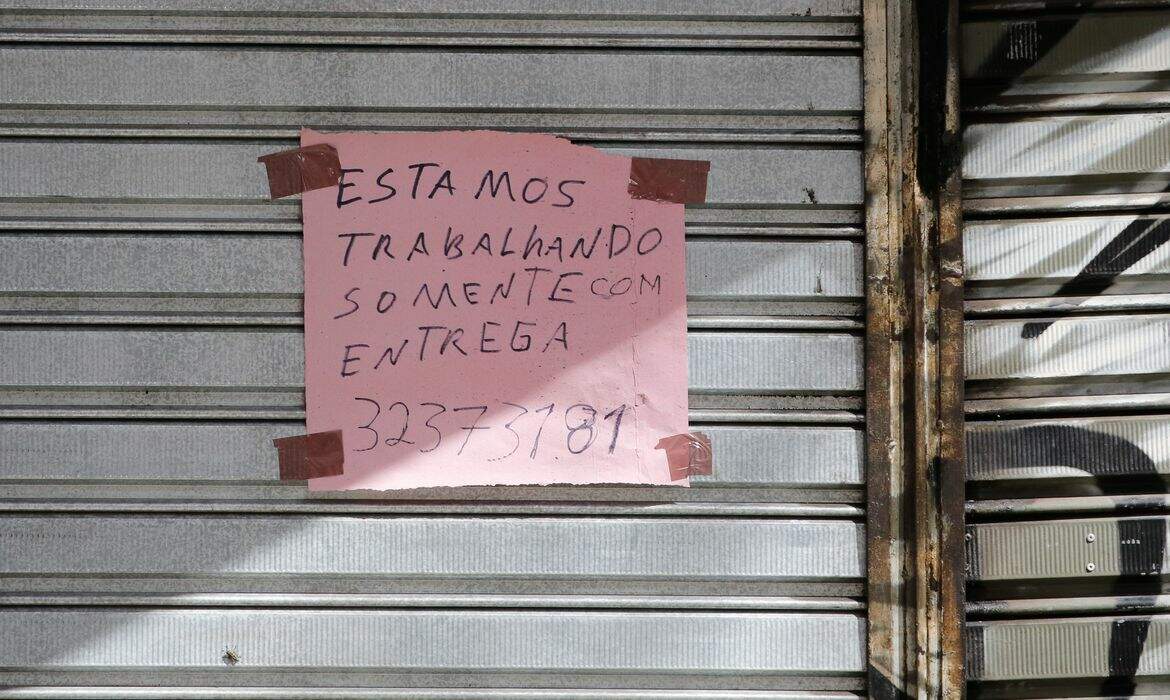 ESTAMOS
TRABALHANDO
SOMENTE COM
ENTREGA
32373181